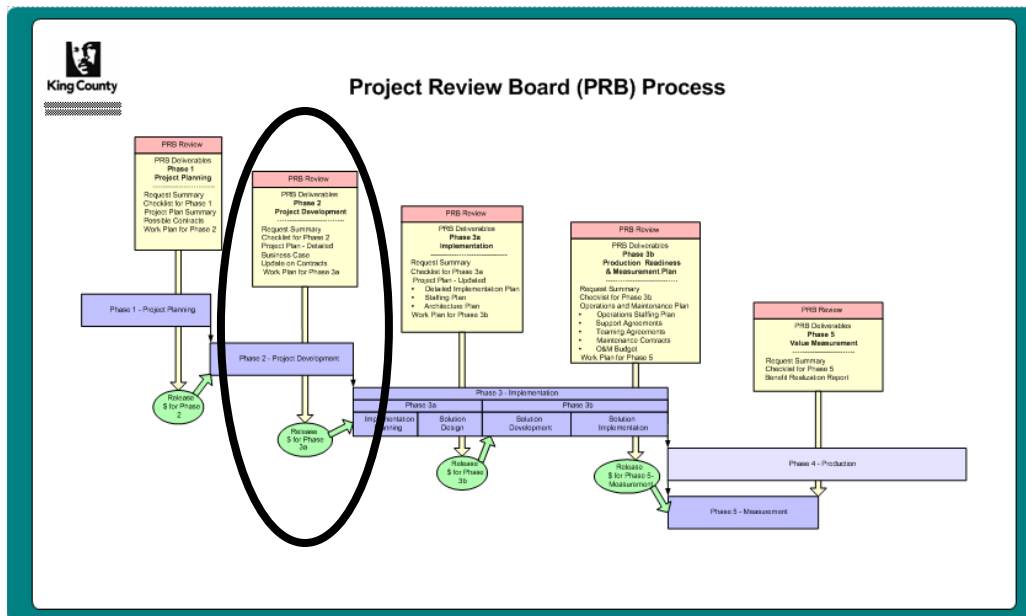 King County
Project Review Board (PRB) Process
PRB Review
PRB Deliverables
Phase 1
Project Planning
Request Summary
Checklist for Phase 1
Project Plan Summary
Possible Contracts
Work Plan for Phase 2
PRB Review
PRB Deliverables
Phase 2
Project Development
Request Summary
Checklist for Phase 2
Project Plan - Detailed
Business Case
Update on Contracts
Work Plan for Phase 3a
PRB Review
PRB Deliverables
Phase 3a
Implementation
Request Summary
Checklist for Phase 3a
Project Plan - Updated
• Detailed Implementation Plan
• Staffing Plan
• Architecture Plan
Work Plan for Phase 3b
PRB Review
PRB Deliverables
Phase 3b
Production Readiness
& Measurement Plan
Request Summary
Checklist for Phase 3b
Operations and Maintenance Plan
• Operations Staffing Plan
• Support Agreements
• Teaming Agreements
• Maintenance Contracts
• O&M Budget
Work Plan for Phase 5
PRB Review
PRB Deliverables
Phase 5
Value Measurement
Request Summary
Checklist for Phase 5
Benefit Realization Report
Phase 1 - Project Planning
Phase 2 - Project Development
Phase 3 - Implementation
Phase 3a
Phase 3b
Implementation
Planning
Solution
Design
Solution
Development
Solution
Implementation
Phase 4 - Production
Phase 5 - Measurement
Release
$ for Phase
2
Release
$ for Phase
3a
Release
$ for Phase
3b
Release
$ for Phase 5-
Measurement